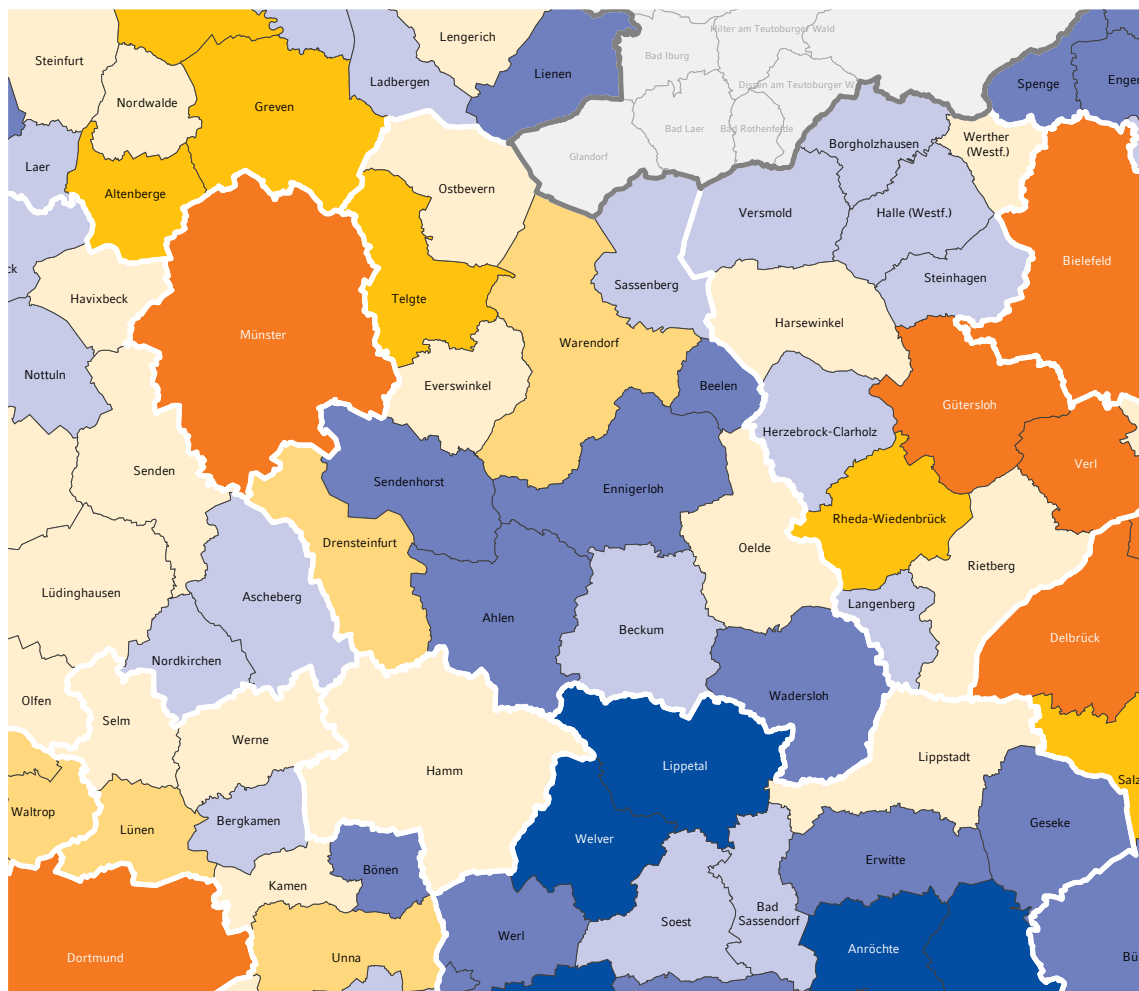 Lengerich
Hilter am Teutoburger Wald
Steinfurt
Bad Iburg
Nordwalde
Greven
Ladbergen
Lienen
Dissen am Teutoburger W
Spenge
Enger
Laer
Bad Laer
Bad Rothenfelde
Borgholzhausen
Werther
(Westf.)
Glandorf
Altenberge
Ostbevern
Versmold
Halle (Westf.)
ck
Havixbeck
Telgte
Sassenberg
Steinhagen
Bielefeld
Münster
Warendorf
Harsewinkel
Nottuln
Everswinkel
Beelen
Gütersloh
Herzebrock-Clarholz
Senden
Sendenhorst
Ennigerloh
Verl
Drensteinfurt
Oelde
Rheda-Wiedenbrück
Rietberg
Lüdinghausen
Ascheberg
Ahlen
Beckum
Langenberg
Delbrück
Nordkirchen
Olfen
Selm
Wadersloh
Werne
Hamm
Lippetal
Lippstadt
Salz
Waltrop
Lünen
Bergkamen
Welver
Geseke
Bönen
Erwitte
Kamen
Werl
Soest
Bad
Sassendorf
Anröchte
Dortmund
Unna
Bü